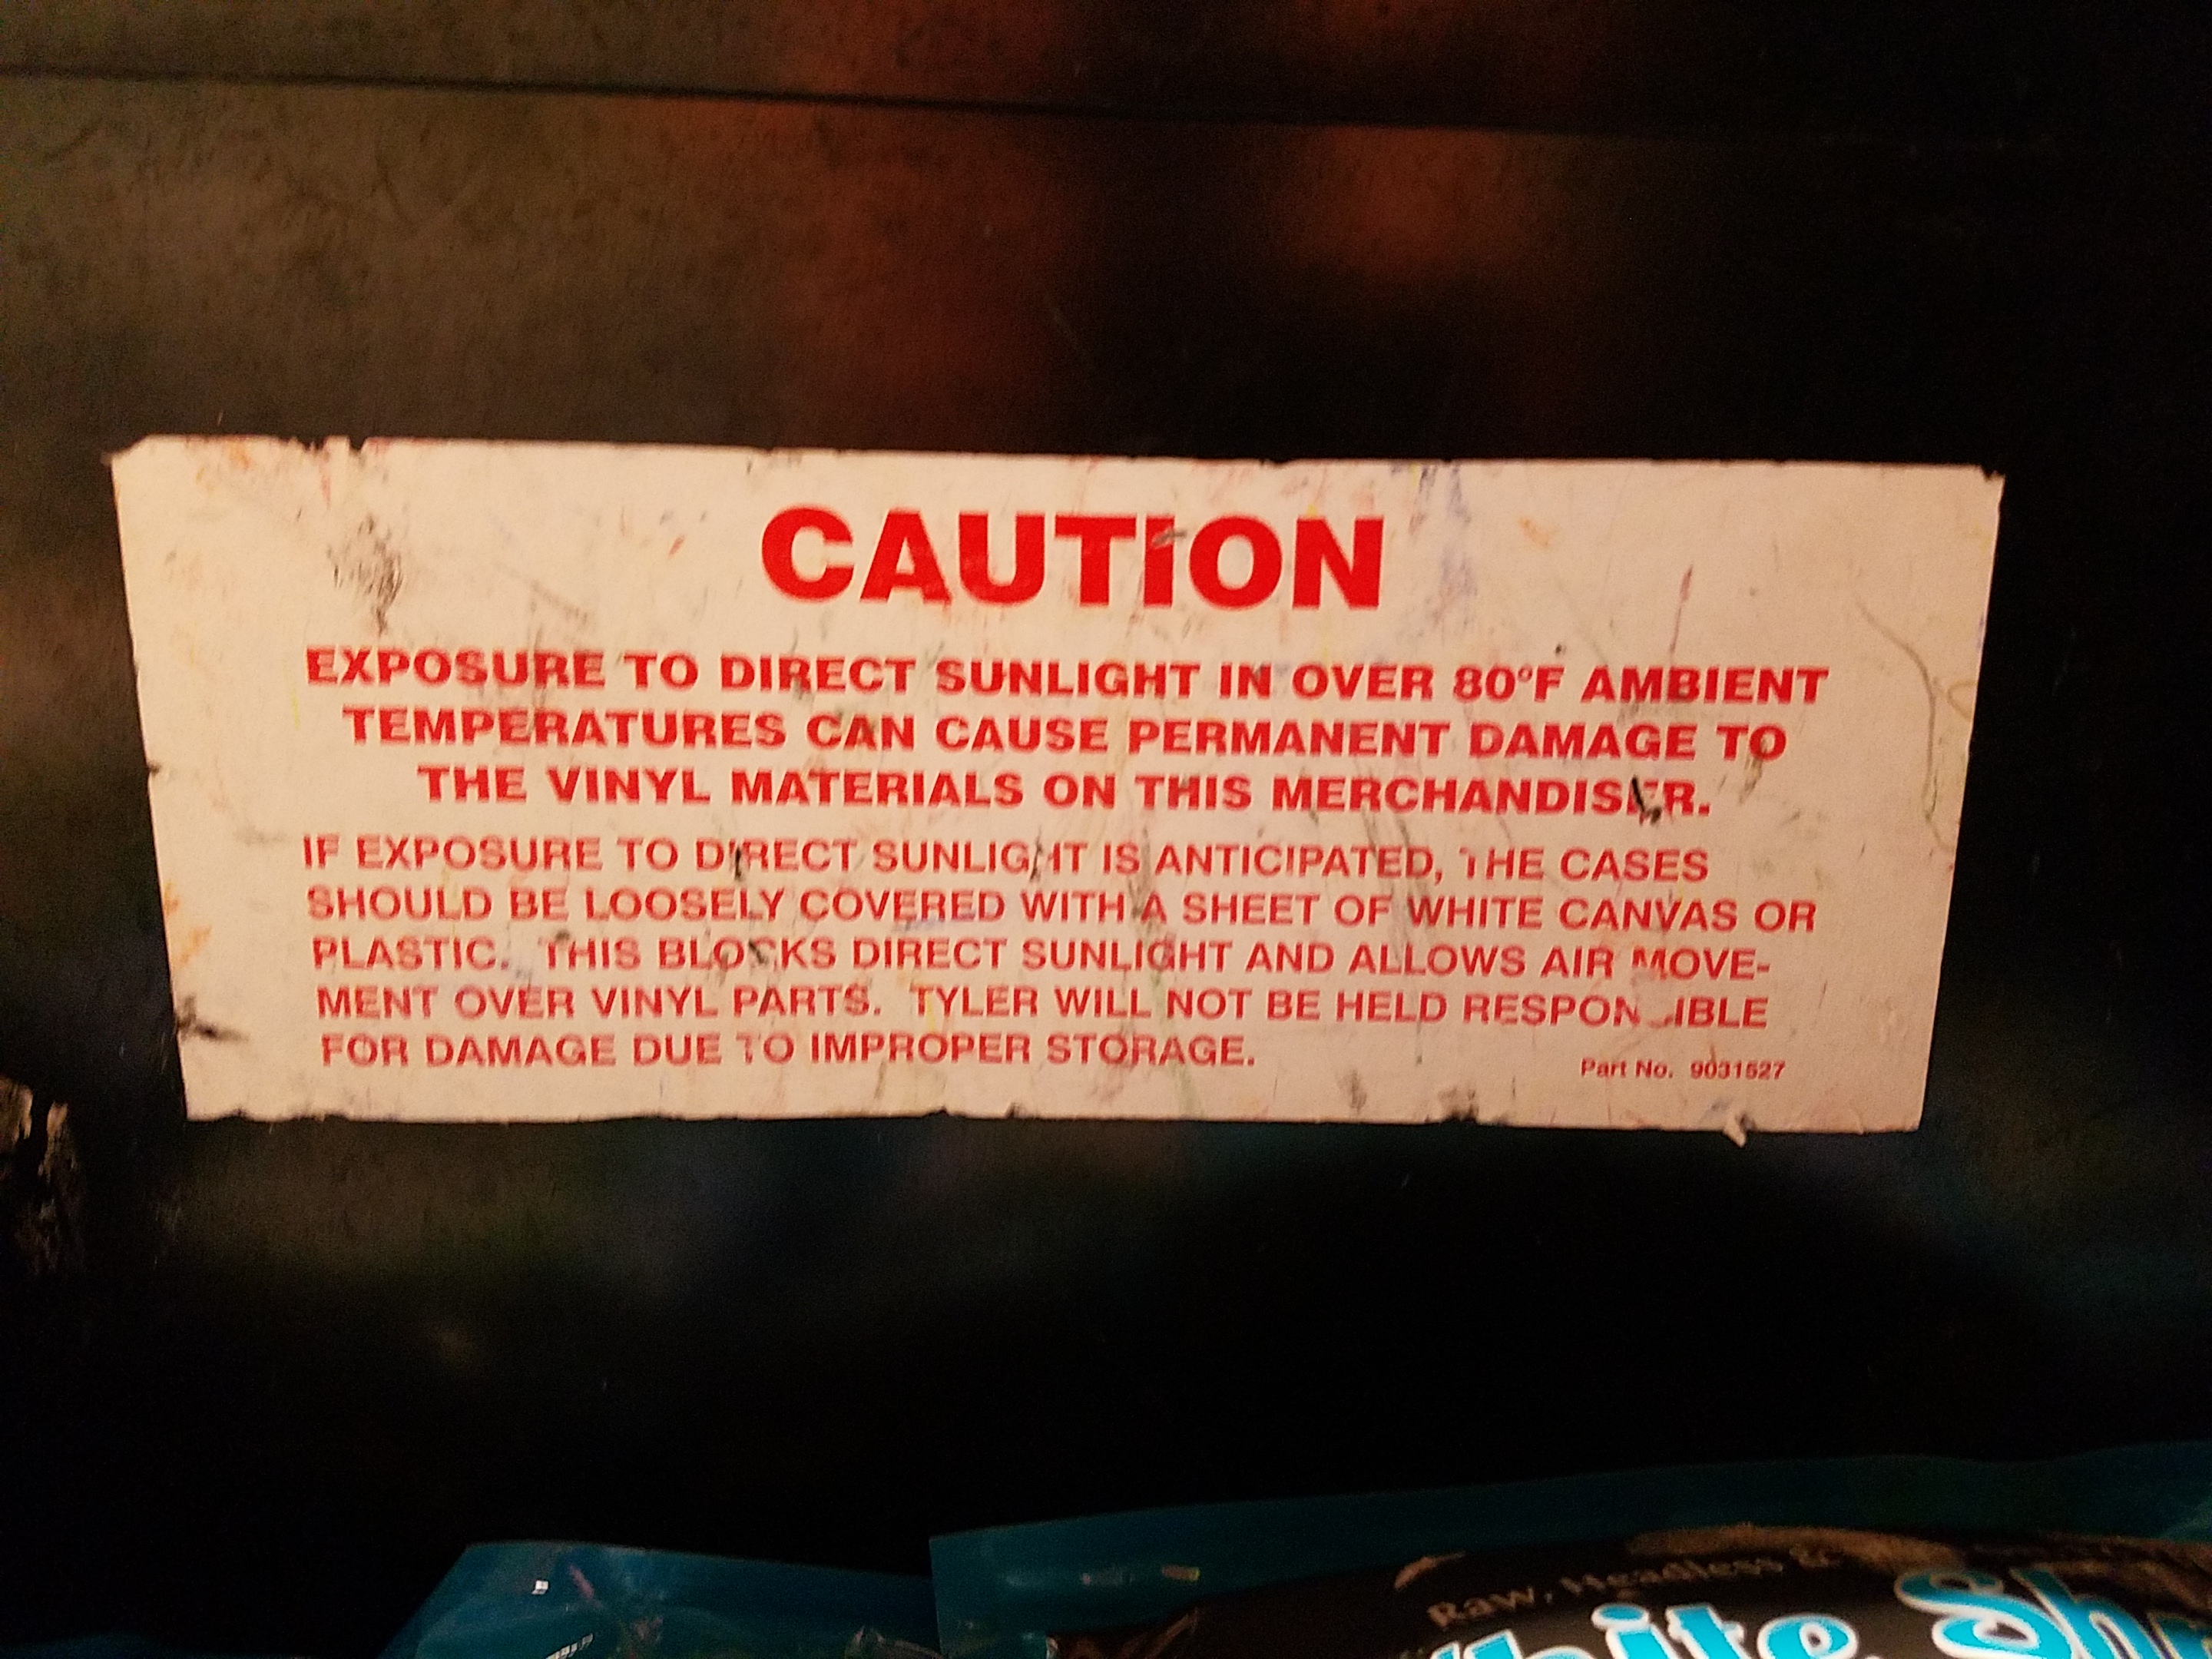 CAUTION
EXPOSURE TO DIRECT SUNLIGHT IN OVER 80°F AMBIENT
TEMPERATURES CAN CAUSE PERMANENT DAMAGE TO
THE VINYL MATERIALS ON THIS MERCHANDISER.
IF EXPOSURE TO DIRECT SUNLIGHT IS ANTICIPATED, THE CASES
SHOULD BE LOOSELY COVERED WITH A SHEET OF WHITE CANVAS OR
PLASTIC. THIS BLOCKS DIRECT SUNLIGHT AND ALLOWS AIR MOVE-
MENT OVER VINYL PARTS. TYLER WILL NOT BE HELD RESPONSIBLE
FOR DAMAGE DUE TO IMPROPER STORAGE.
Part No. 9031527
Raw, Headless &
White Sh